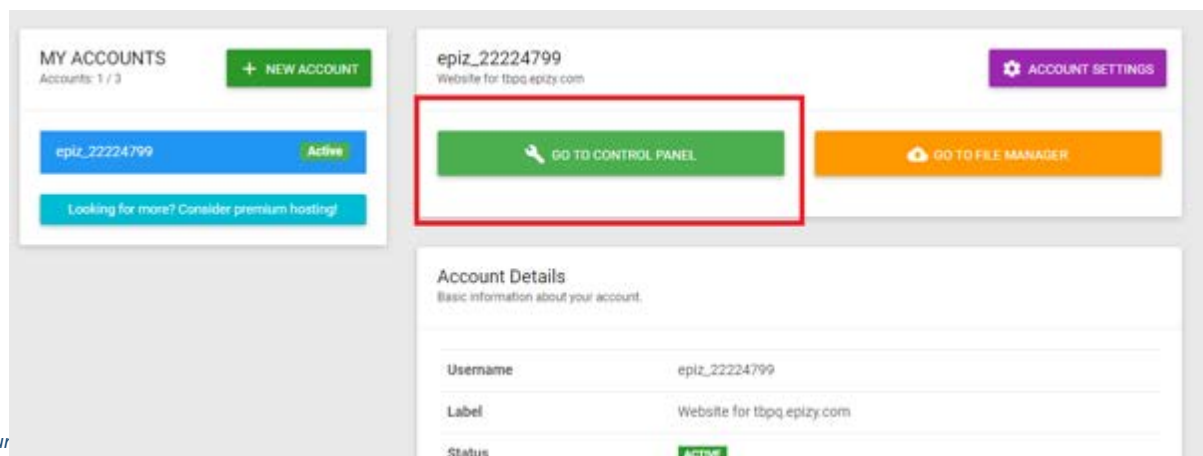 MY ACCOUNTS
Accounts: 1 / 3
+ NEW ACCOUNT
epiz_22224799
Active
Looking for more? Consider premium hosting!
epiz_22224799
Website for tbpq.epizy.com
ACCOUNT SETTINGS
GO TO CONTROL PANEL
GO TO FILE MANAGER
Account Details
Basic information about your account.
Username epiz_22224799
Label Website for tbpq.epizy.com
Status ACTIVE